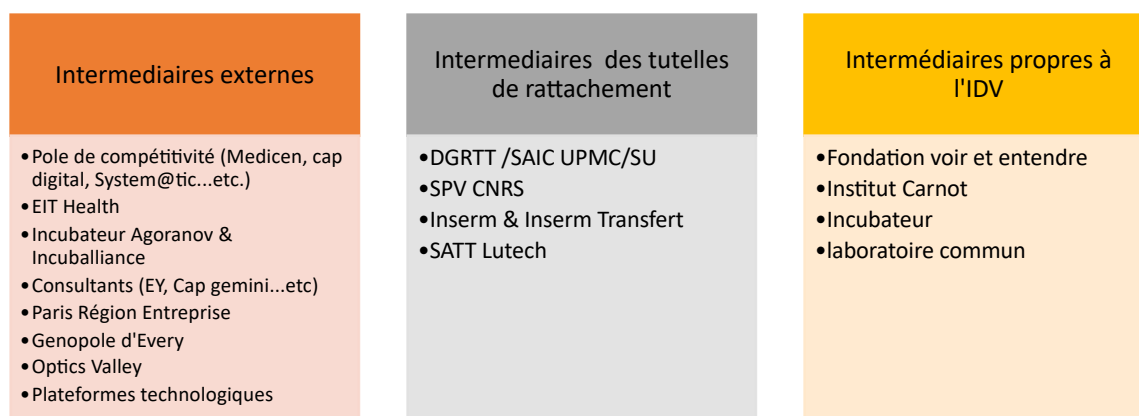 Intermediaires externes
•Pole de compétitivité (Medicen, cap
digital, System@tic...etc.)
•EIT Health
•Incubateur Agoranov &
Incuballiance
•Consultants (EY, Cap gemini...etc)
•Paris Région Entreprise
•Genopole d'Every
•Optics Valley
•Plateformes technologiques
Intermediaires  des tutelles
de rattachement
•DGRTT /SAIC UPMC/SU
•SPV CNRS
•Inserm & Inserm Transfert
•SATT Lutech
Intermédiaires propres à
l'IDV
•Fondation voir et entendre
•Institut Carnot
•Incubateur
•laboratoire commun